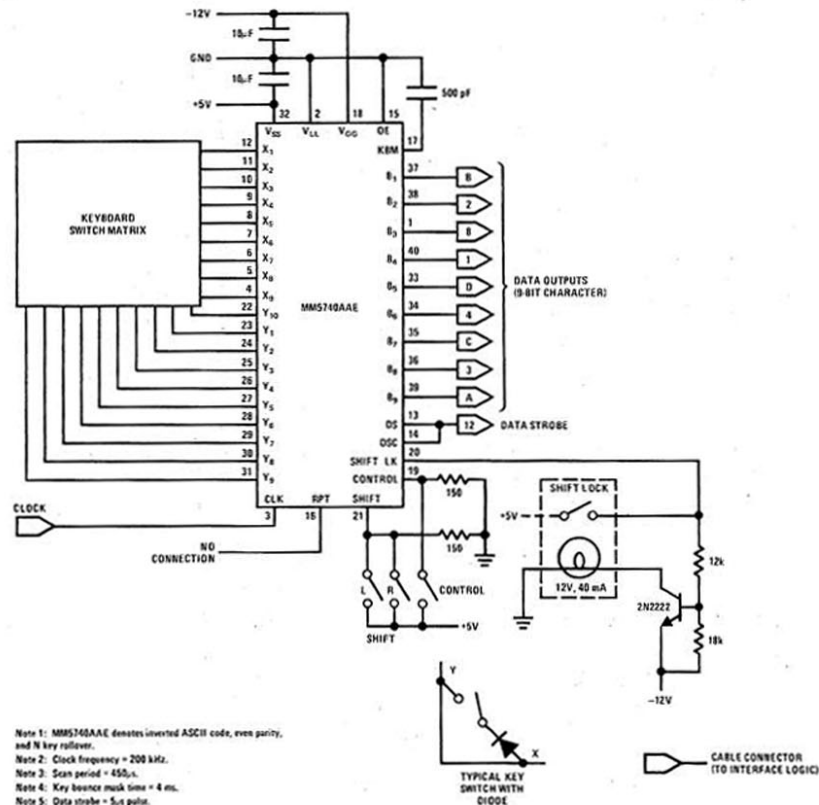 -12V
10µF
GND
10µF
+5V
500 pF
32 2 18 15
VSS VLL VGG OE
17
KBM
KEYBOARD
SWITCH MATRIX
12 X1
11 X2
10 X3
9 X4
8 X5
7 X6
6 X7
5 X8
4 X9
22 Y10
23 Y1
24 Y2
25 Y3
26 Y4
27 Y5
28 Y6
29 Y7
30 Y8
31 Y9
MM5740AAE
B1 37 B
B2 38 2
B3 1 8
B4 40 1
B5 33 D
B6 34 4
B7 35 C
B8 36 3
B9 39 A
DATA OUTPUTS
(9-BIT CHARACTER)
DS 13 12 DATA STROBE
OSC 14
SHIFT LK 20
CONTROL 19
150
150
CLK RPT SHIFT
3 16 21
CLOCK
NO
CONNECTION
L R CONTROL
SHIFT
+5V
SHIFT LOCK
+5V
12V, 40 mA
12k
2N2222
18k
-12V
Y
X
TYPICAL KEY
SWITCH WITH
DIODE
CABLE CONNECTOR
(TO INTERFACE LOGIC)
Note 1: MM5740AAE denotes inverted ASCII code, even parity,
and N key rollover.
Note 2: Clock frequency = 200 kHz.
Note 3: Scan period = 450µs.
Note 4: Key bounce mask time = 4 ms.
Note 5: Data strobe = 5µs pulse.